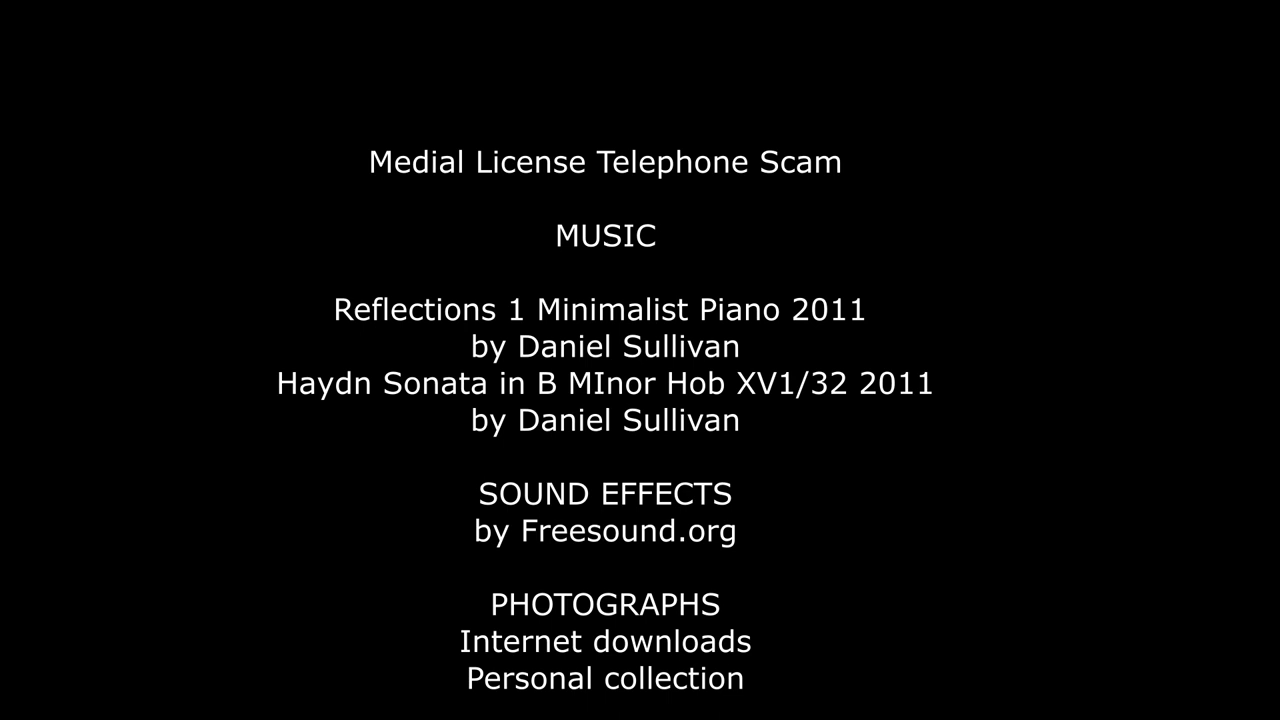 Medial License Telephone Scam
MUSIC
Reflections 1 Minimalist Piano 2011
by Daniel Sullivan
Haydn Sonata in B MInor Hob XV1/32 2011
by Daniel Sullivan
SOUND EFFECTS
by Freesound.org
PHOTOGRAPHS
Internet downloads
Personal collection